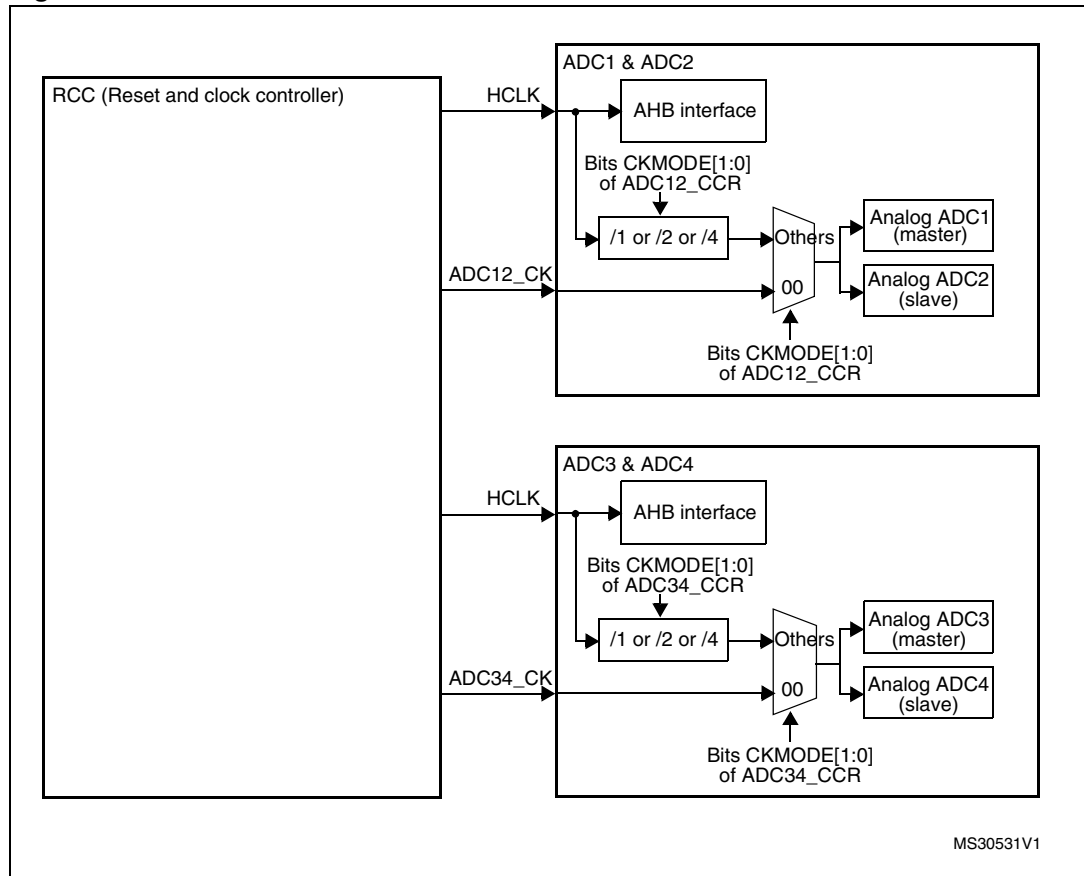 RCC (Reset and clock controller)
HCLK
ADC12_CK
HCLK
ADC34_CK
ADC1 & ADC2
AHB interface
Bits CKMODE[1:0]
of ADC12_CCR
/1 or /2 or /4
Others
00
Analog ADC1
(master)
Analog ADC2
(slave)
Bits CKMODE[1:0]
of ADC12_CCR
ADC3 & ADC4
AHB interface
Bits CKMODE[1:0]
of ADC34_CCR
/1 or /2 or /4
Others
00
Analog ADC3
(master)
Analog ADC4
(slave)
Bits CKMODE[1:0]
of ADC34_CCR
MS30531V1